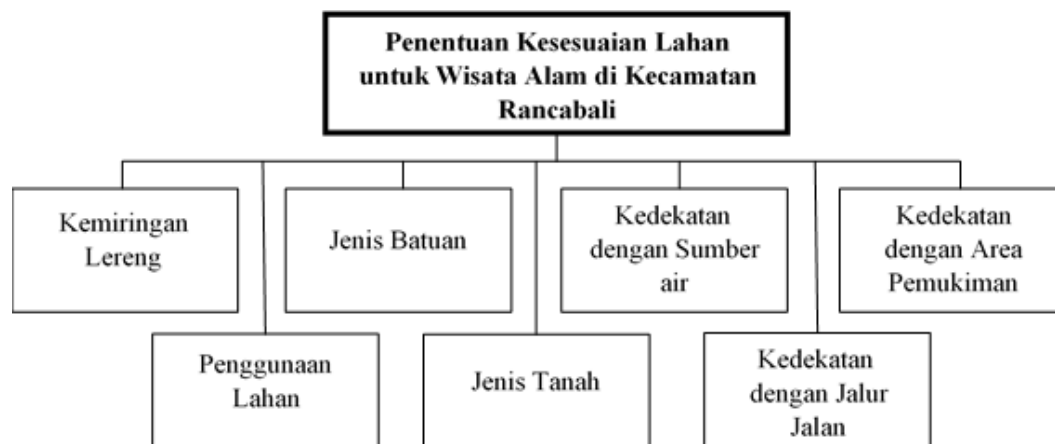 Penentuan Kesesuaian Lahan
untuk Wisata Alam di Kecamatan
Rancabali
Kemiringan
Lereng
Jenis Batuan
Kedekatan
dengan Sumber
air
Kedekatan
dengan Area
Pemukiman
Penggunaan
Lahan
Jenis Tanah
Kedekatan
dengan Jalur
Jalan